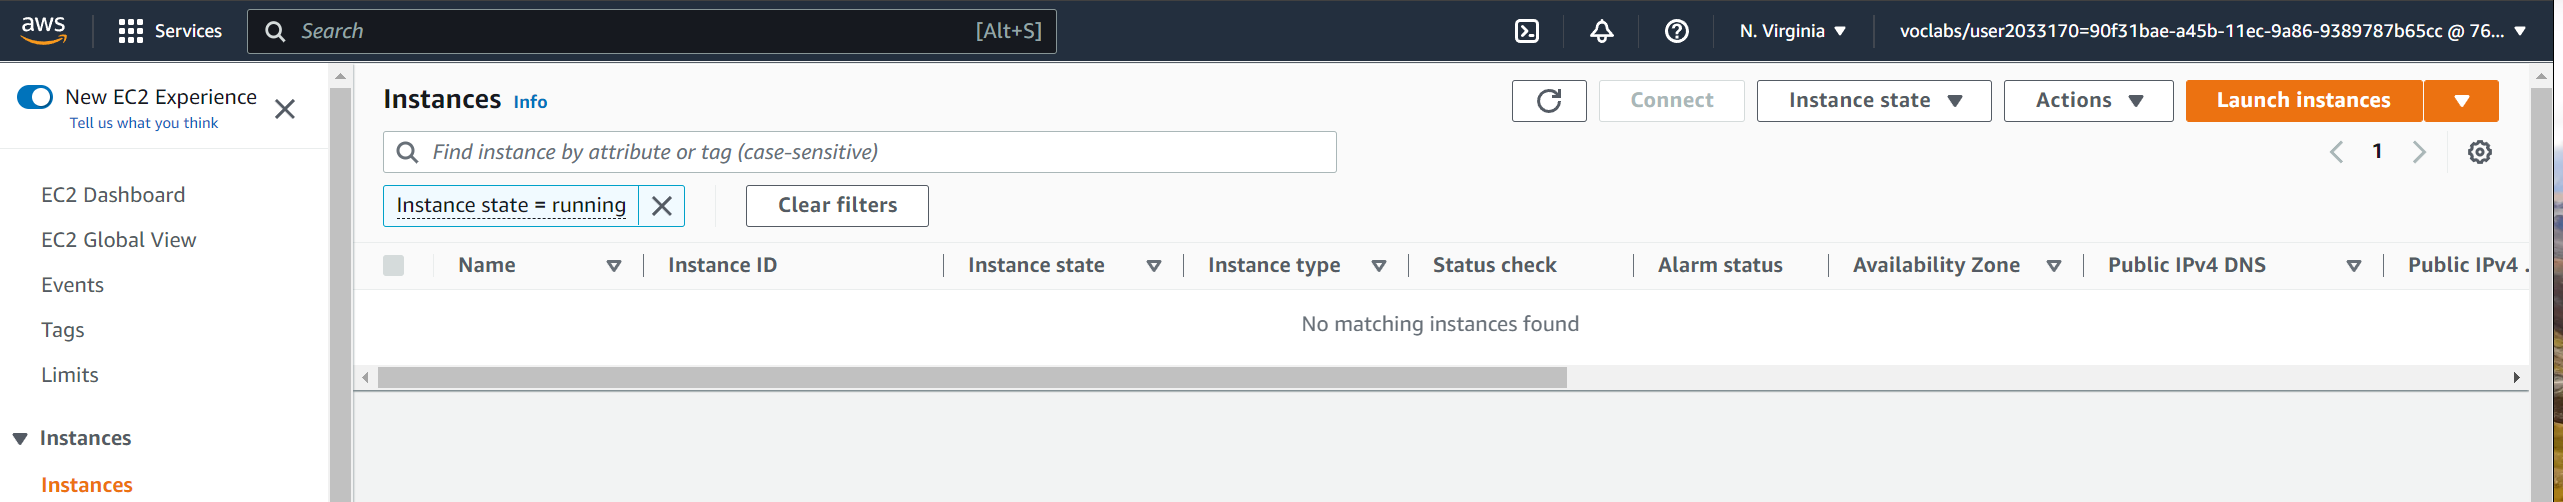 aws
Services
Search
[Alt+S]
N. Virginia
voclabs/user2033170=90f31bae-a45b-11ec-9a86-9389787b65cc @ 76...
New EC2 Experience
Tell us what you think
EC2 Dashboard
EC2 Global View
Events
Tags
Limits
Instances
Instances
Instances Info
Connect
Instance state
Actions
Launch instances
Find instance by attribute or tag (case-sensitive)
1
Instance state = running
Clear filters
Name
Instance ID
Instance state
Instance type
Status check
Alarm status
Availability Zone
Public IPv4 DNS
Public IPv4 .
No matching instances found